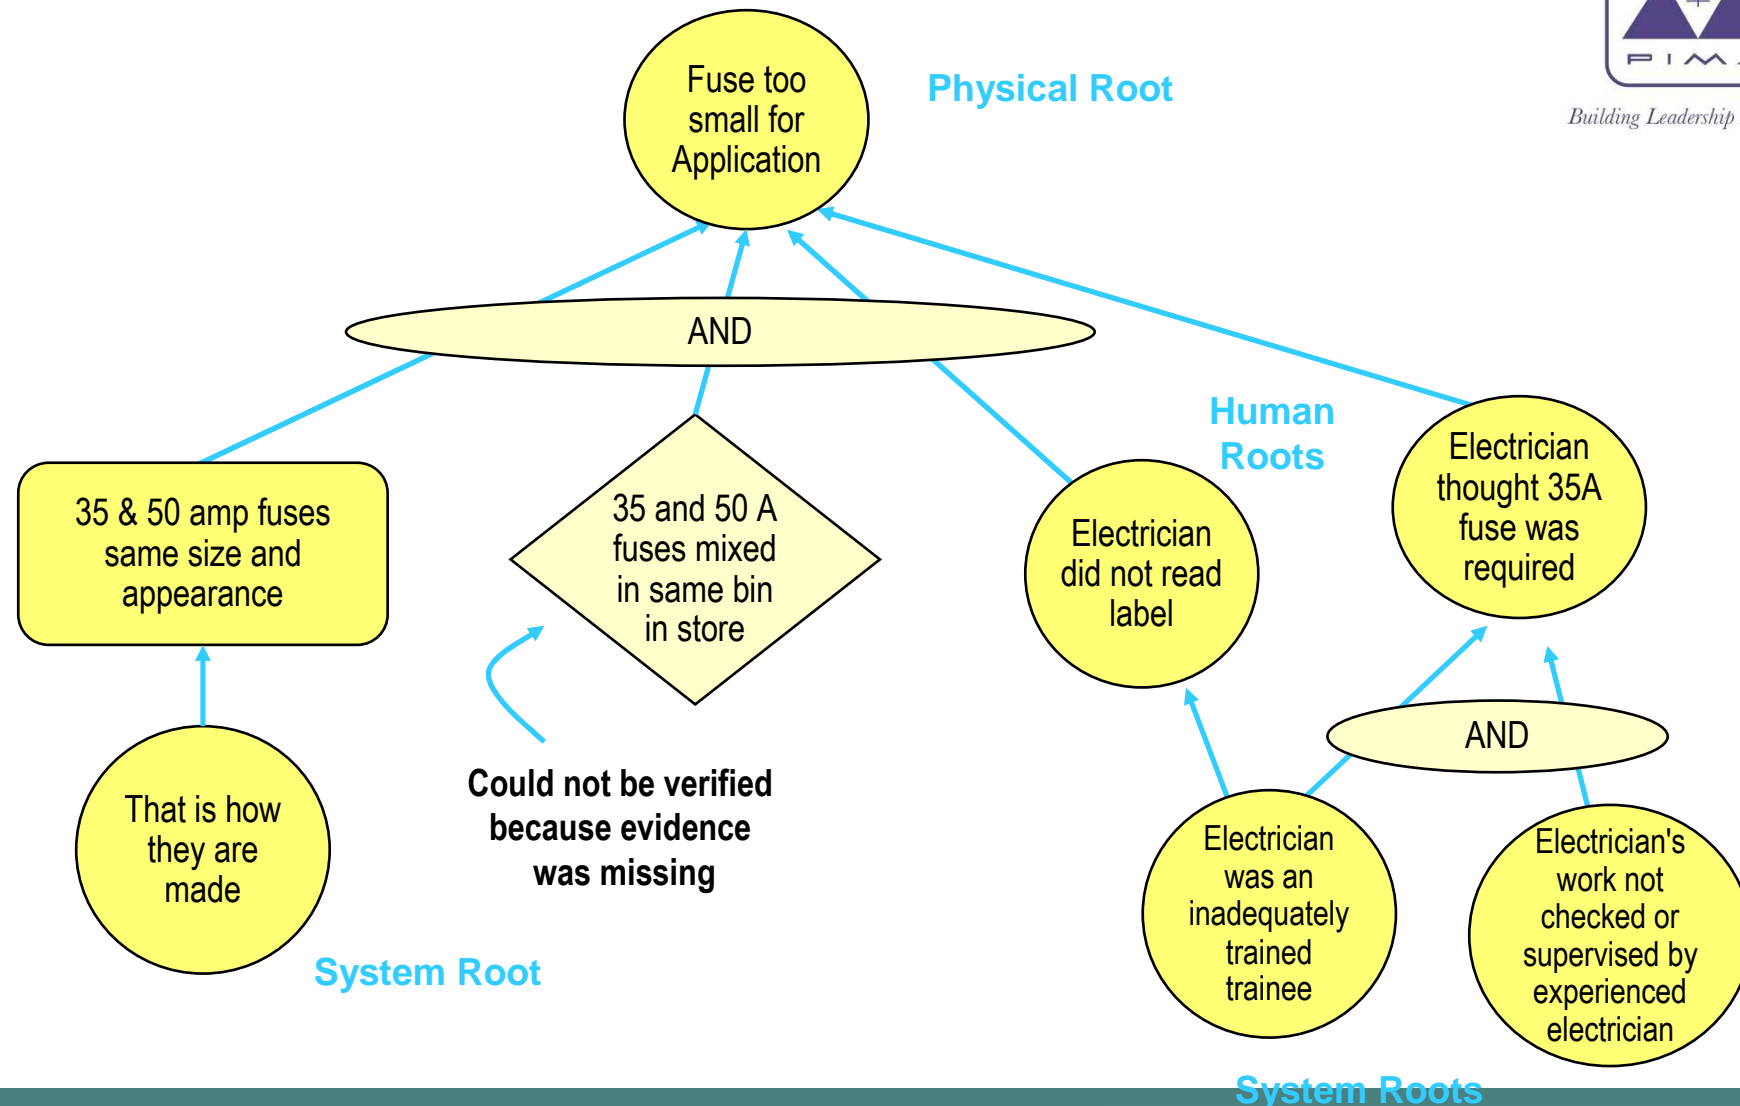 Fuse too
small for
Application
Physical Root
PIMA
Building Leadership
AND
Human
Roots
35 & 50 amp fuses
same size and
appearance
35 and 50 A
fuses mixed
in same bin
in store
Electrician
did not read
label
Electrician
thought 35A
fuse was
required
AND
That is how
they are
made
Could not be verified
because evidence
was missing
Electrician
was an
inadequately
trained
trainee
Electrician's
work not
checked or
supervised by
experienced
electrician
System Root
System Roots